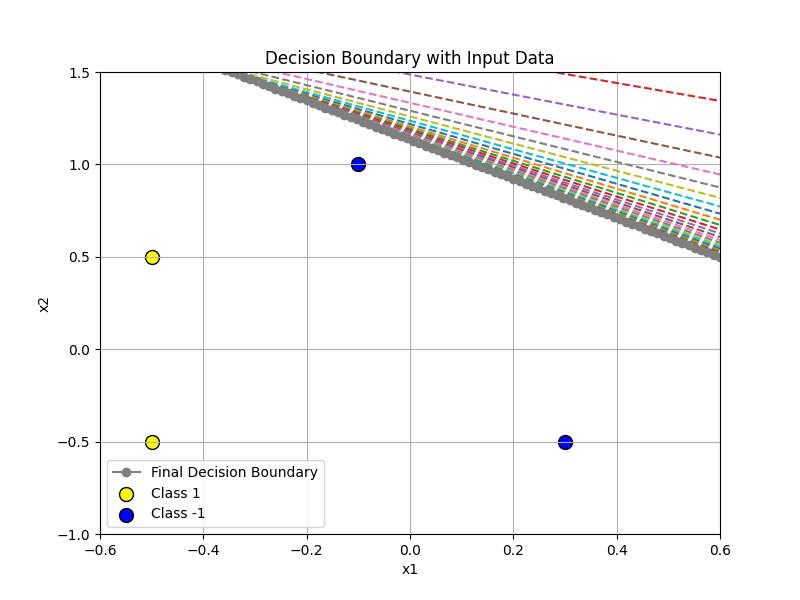 Decision Boundary with Input Data
1.5
1.0
0.5
0.0
−0.5
−1.0
x2
Final Decision Boundary
Class 1
Class -1
−0.6
−0.4
−0.2
0.0
0.2
0.4
0.6
x1